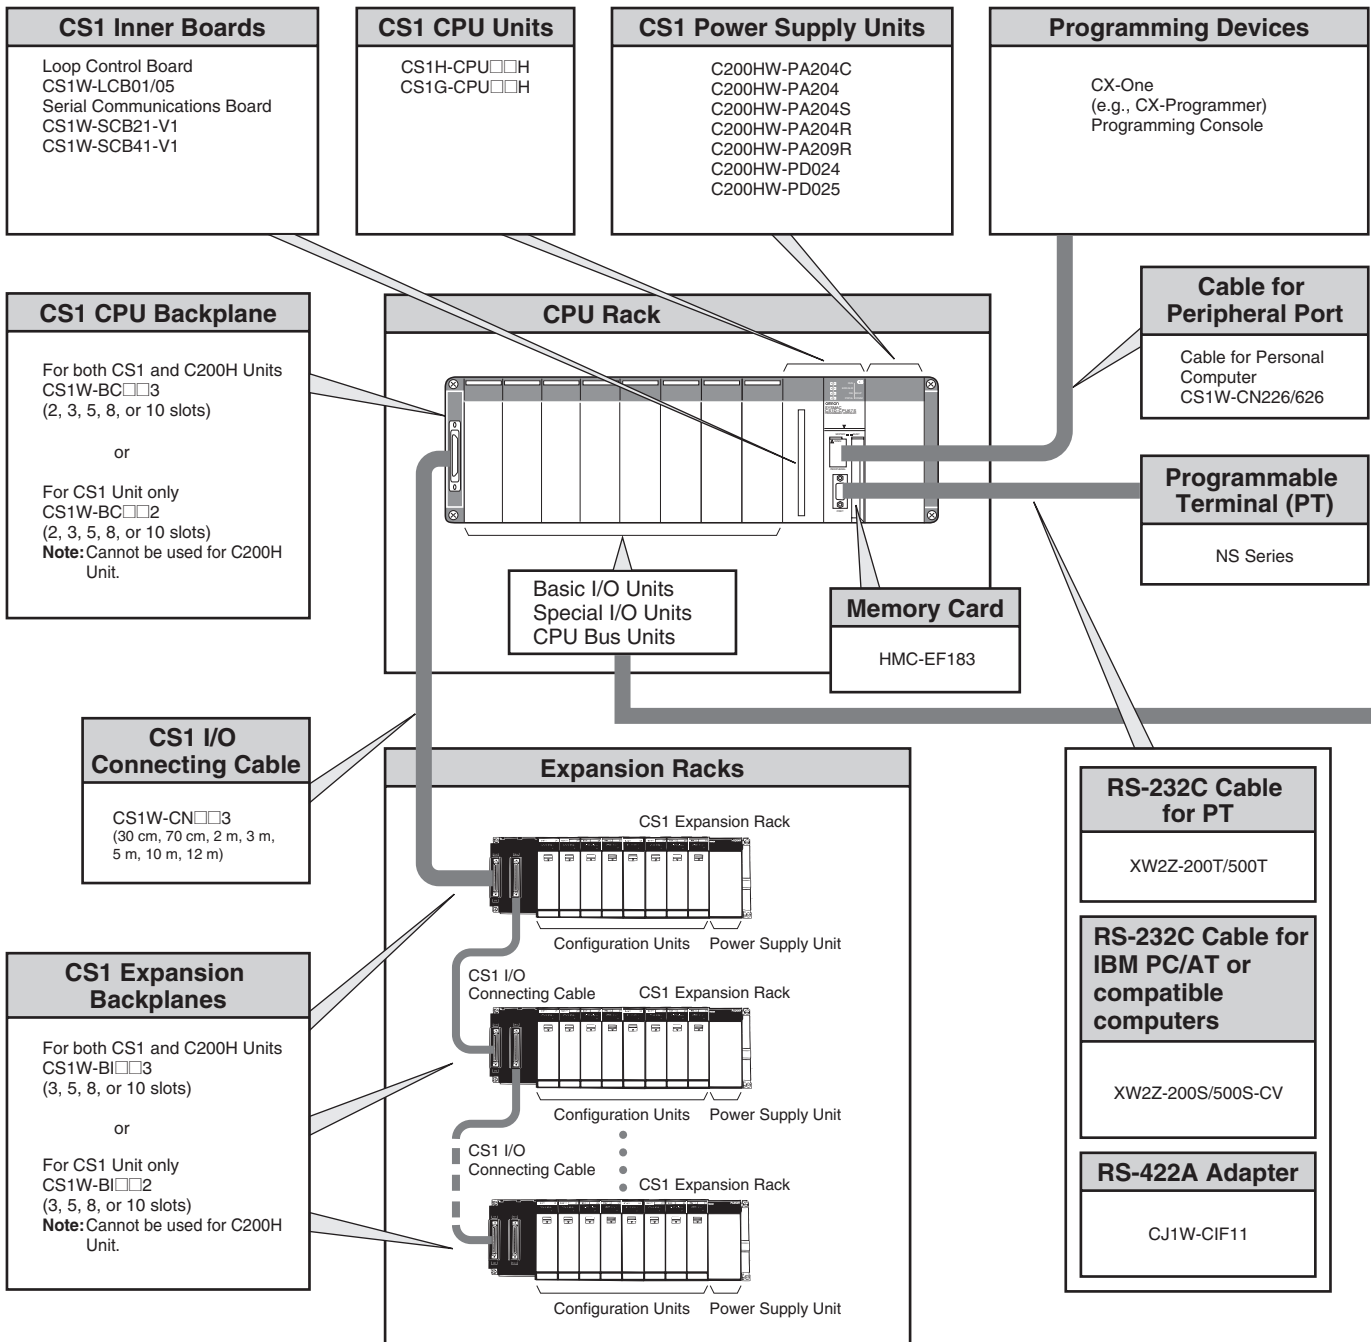 CS1 Inner Boards
Loop Control Board
CS1W-LCB01/05
Serial Communications Board
CS1W-SCB21-V1
CS1W-SCB41-V1
CS1 CPU Units
CS1H-CPU□□H
CS1G-CPU□□H
CS1 Power Supply Units
C200HW-PA204C
C200HW-PA204
C200HW-PA204S
C200HW-PA204R
C200HW-PA209R
C200HW-PD024
C200HW-PD025
Programming Devices
CX-One
(e.g., CX-Programmer)
Programming Console
CS1 CPU Backplane
For both CS1 and C200H Units
CS1W-BC□□3
(2, 3, 5, 8, or 10 slots)
or
For CS1 Unit only
CS1W-BC□□2
(2, 3, 5, 8, or 10 slots)
Note: Cannot be used for C200H
Unit.
CPU Rack
Basic I/O Units
Special I/O Units
CPU Bus Units
Memory Card
HMC-EF183
Cable for
Peripheral Port
Cable for Personal
Computer
CS1W-CN226/626
Programmable
Terminal (PT)
NS Series
CS1 I/O
Connecting Cable
CS1W-CN□□3
(30 cm, 70 cm, 2 m, 3 m,
5 m, 10 m, 12 m)
Expansion Racks
CS1 Expansion Rack
Configuration Units
Power Supply Unit
CS1 I/O
Connecting Cable
CS1 Expansion Rack
Configuration Units
Power Supply Unit
CS1 I/O
Connecting Cable
CS1 Expansion Rack
Configuration Units
Power Supply Unit
CS1 Expansion
Backplanes
For both CS1 and C200H Units
CS1W-BI□□3
(3, 5, 8, or 10 slots)
or
For CS1 Unit only
CS1W-BI□□2
(3, 5, 8, or 10 slots)
Note: Cannot be used for C200H
Unit.
RS-232C Cable
for PT
XW2Z-200T/500T
RS-232C Cable for
IBM PC/AT or
compatible
computers
XW2Z-200S/500S-CV
RS-422A Adapter
CJ1W-CIF11